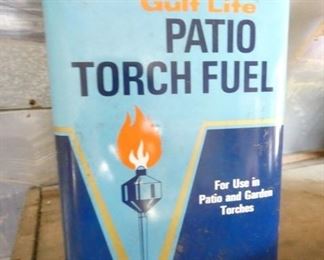 Gulf Lite
PATIO
TORCH FUEL
For Use in
Patio and Garden
Torches